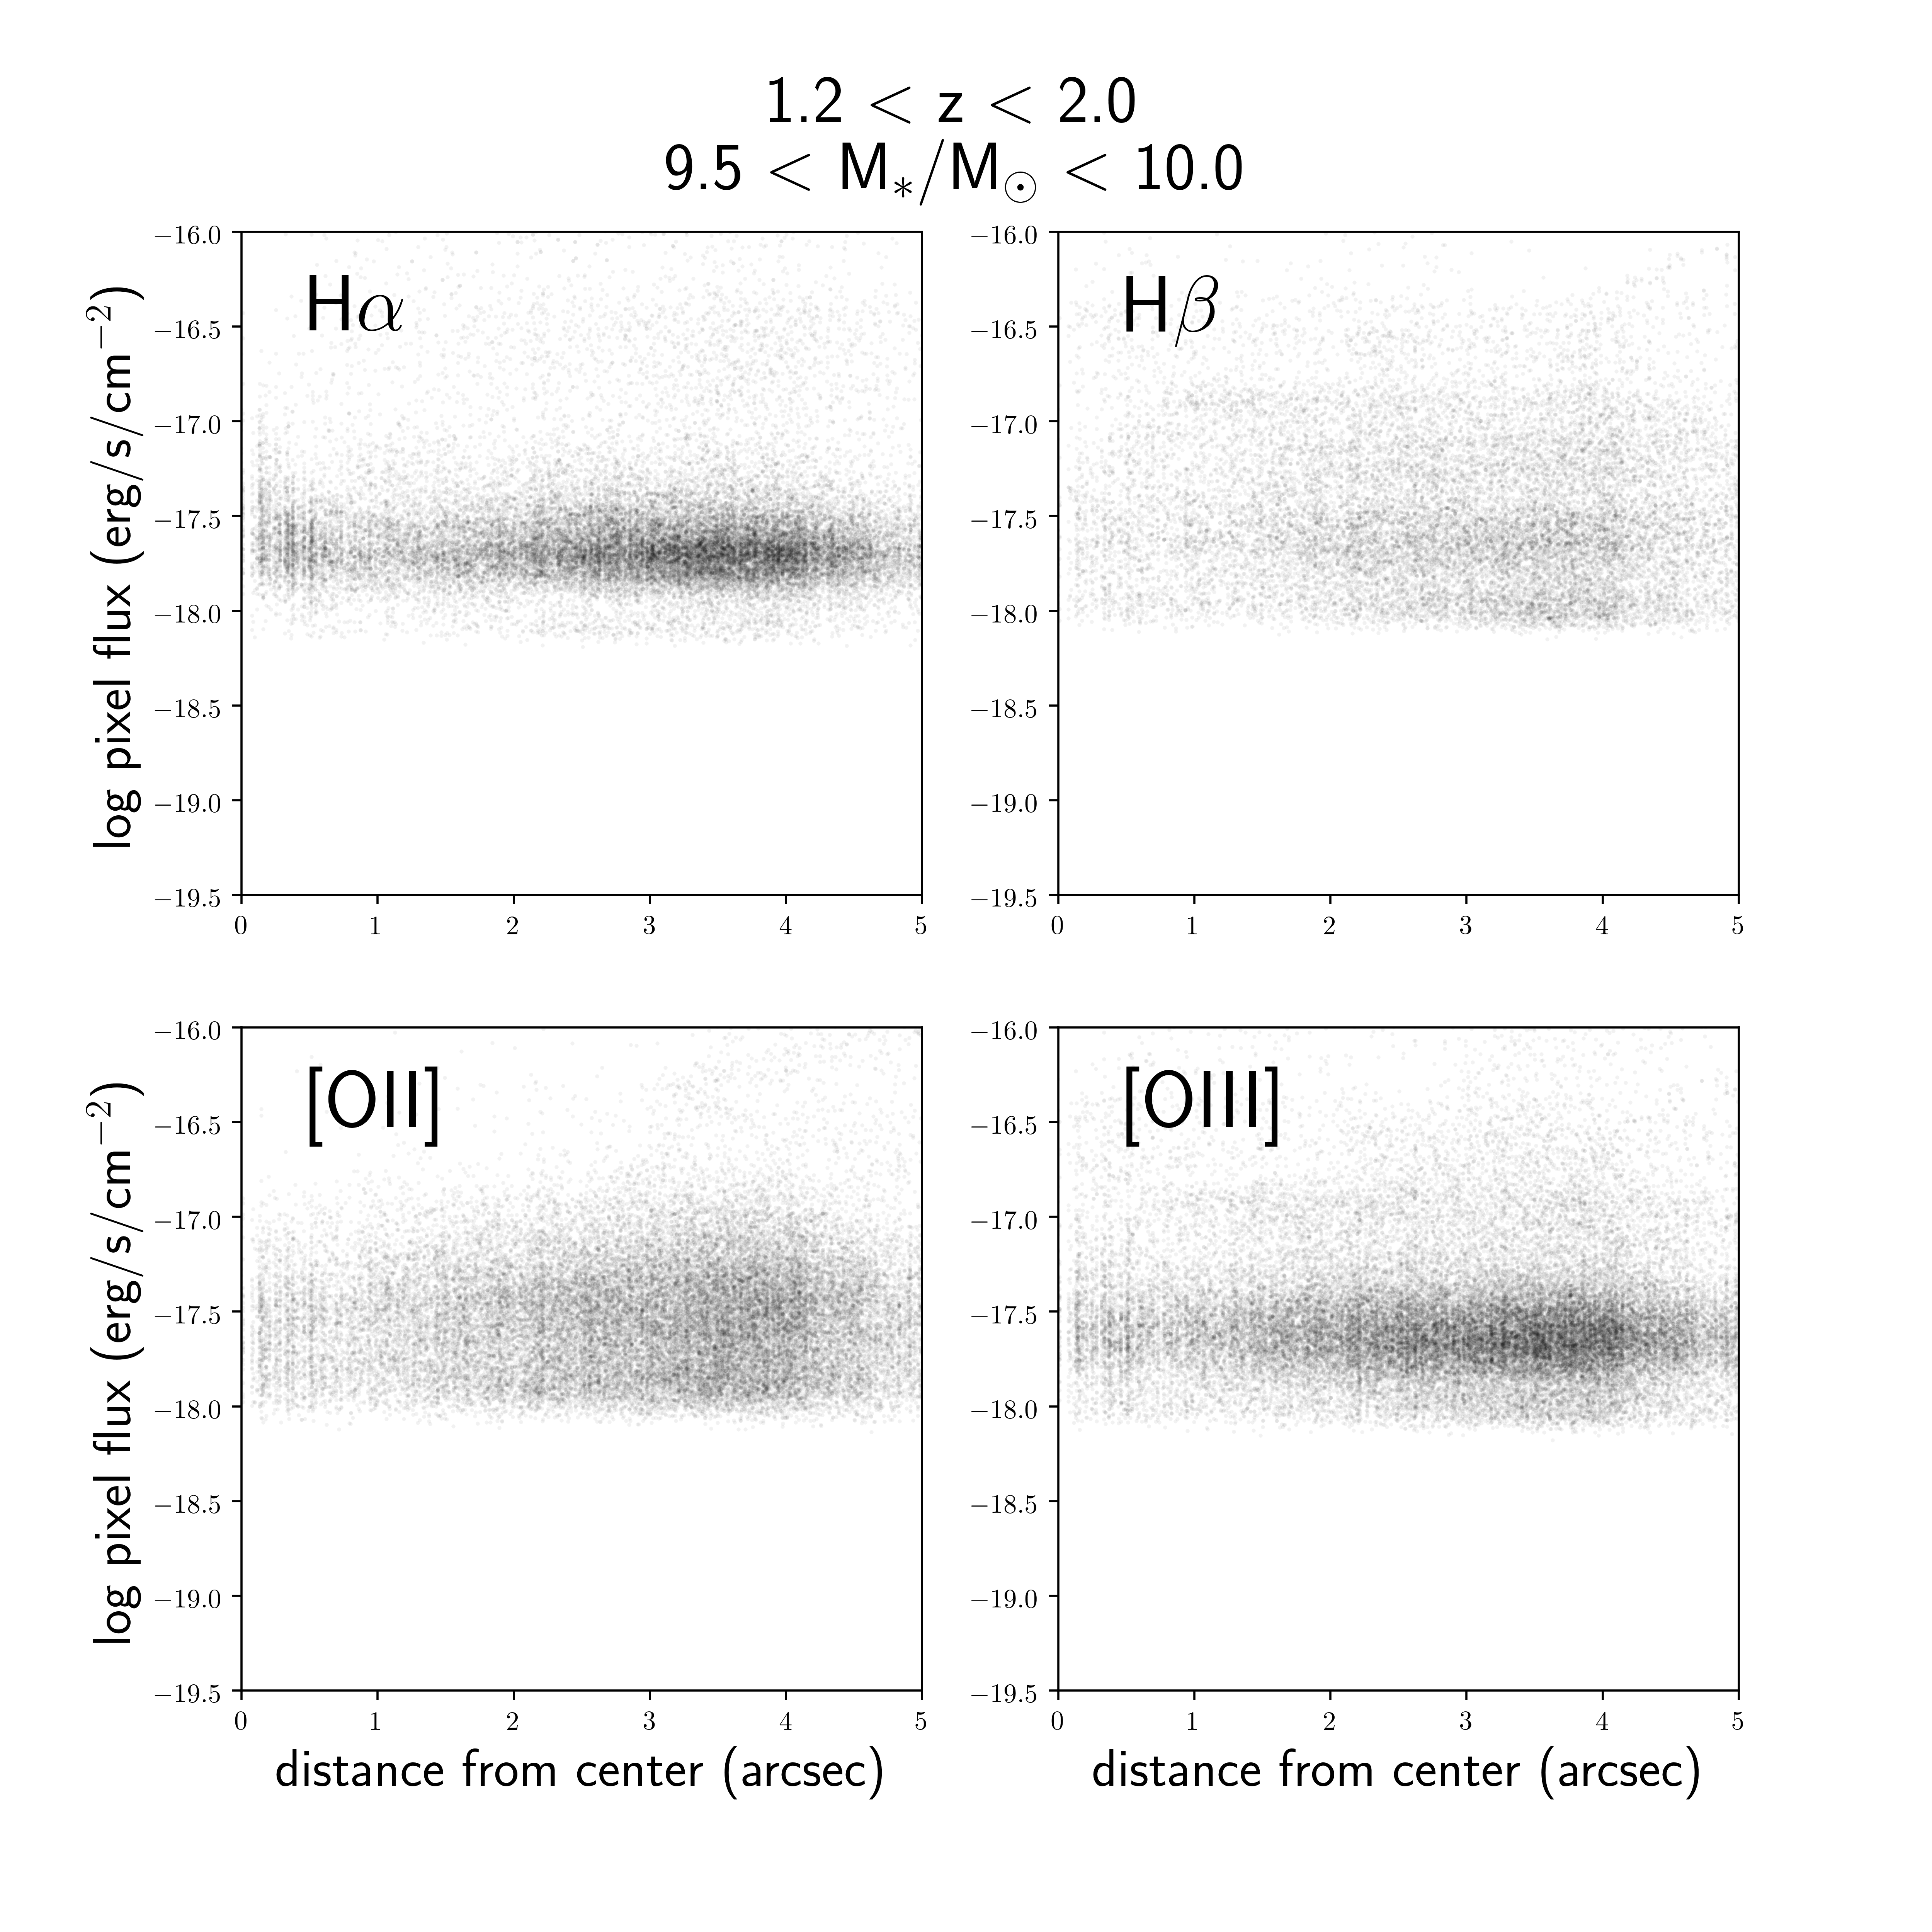 1.2 < z < 2.0
9.5 < M∗/M⊙ < 10.0
log pixel flux (erg/s/cm⁻²)
−16.0
−16.5
−17.0
−17.5
−18.0
−18.5
−19.0
−19.5
Hα
0 1 2 3 4 5
−16.0
−16.5
−17.0
−17.5
−18.0
−18.5
−19.0
−19.5
Hβ
0 1 2 3 4 5
log pixel flux (erg/s/cm⁻²)
−16.0
−16.5
−17.0
−17.5
−18.0
−18.5
−19.0
−19.5
[OII]
0 1 2 3 4 5
distance from center (arcsec)
−16.0
−16.5
−17.0
−17.5
−18.0
−18.5
−19.0
−19.5
[OIII]
0 1 2 3 4 5
distance from center (arcsec)